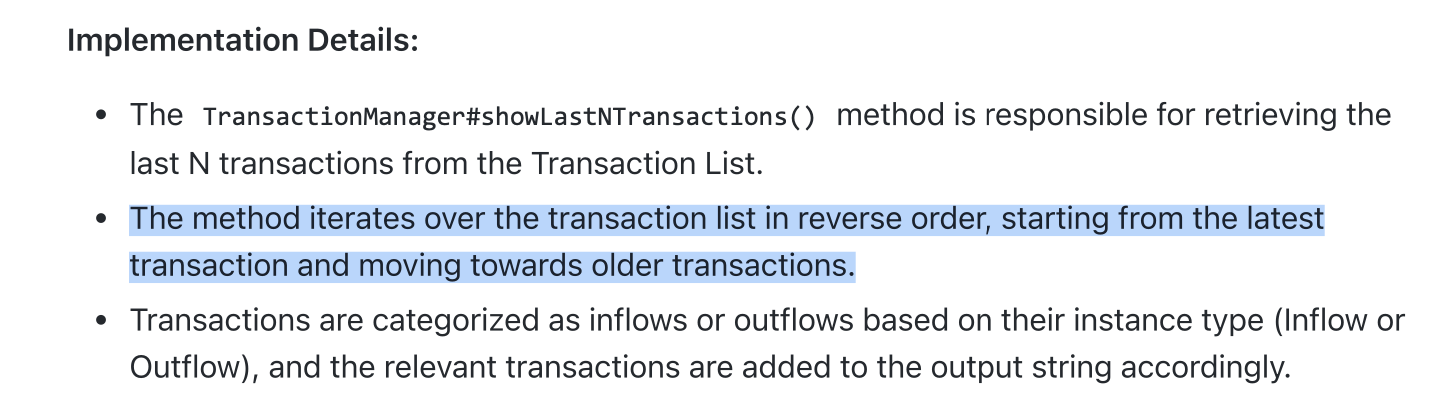 Implementation Details:
• The TransactionManager#showLastNTransactions() method is responsible for retrieving the
last N transactions from the Transaction List.
• The method iterates over the transaction list in reverse order, starting from the latest
transaction and moving towards older transactions.
• Transactions are categorized as inflows or outflows based on their instance type (Inflow or
Outflow), and the relevant transactions are added to the output string accordingly.